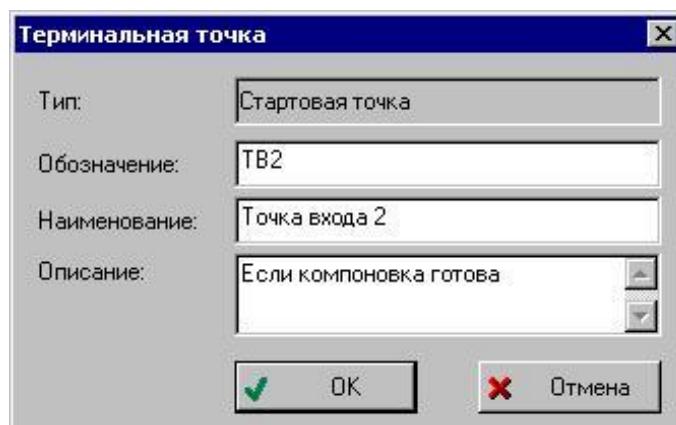 Терминальная точка
Тип: Стартовая точка
Обозначение: ТВ2
Наименование: Точка входа 2
Описание: Если компоновка готова
OK Отмена